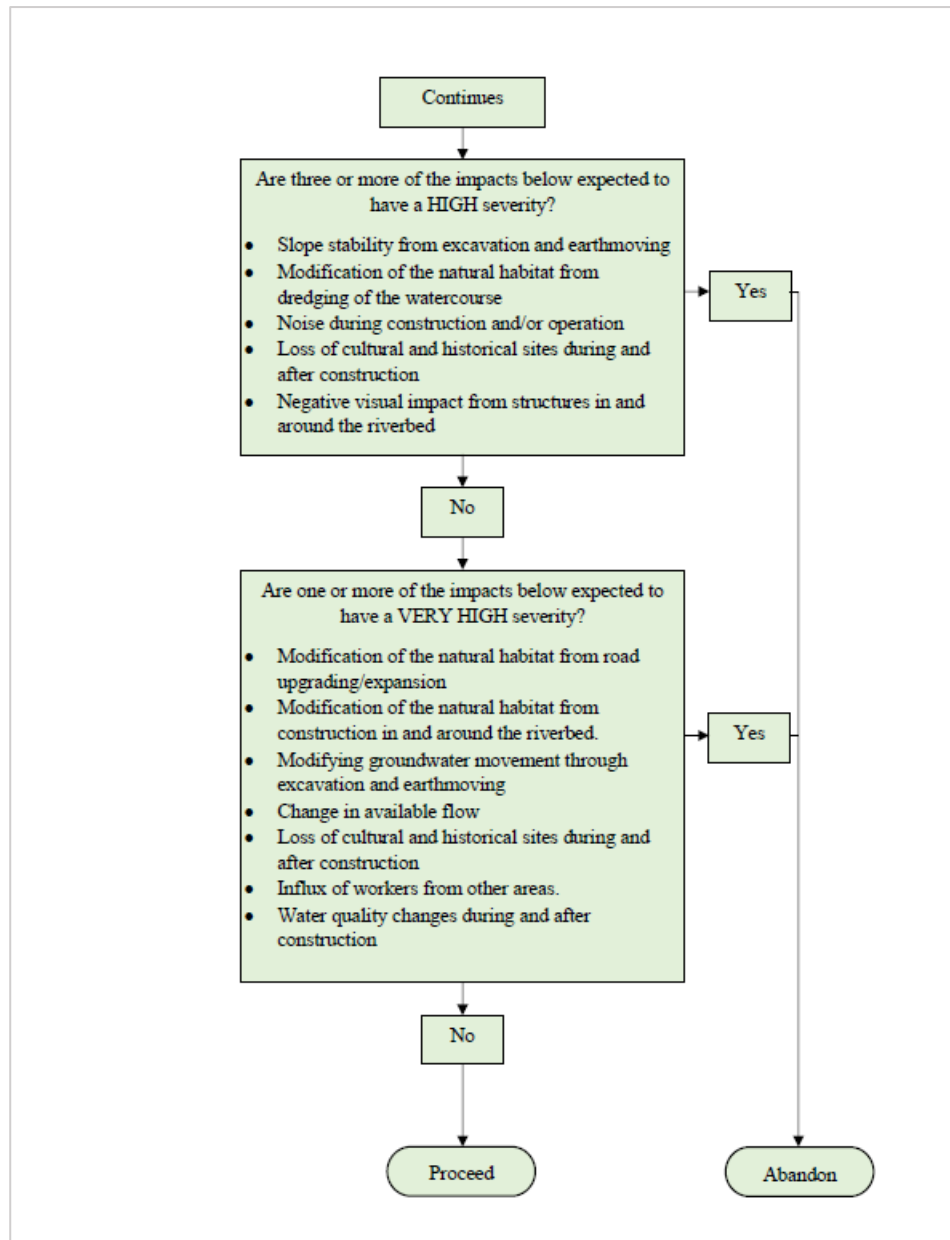 Continues
Are three or more of the impacts below expected to
have a HIGH severity?
• Slope stability from excavation and earthmoving
• Modification of the natural habitat from
dredging of the watercourse
• Noise during construction and/or operation
• Loss of cultural and historical sites during and
after construction
• Negative visual impact from structures in and
around the riverbed
Yes
No
Are one or more of the impacts below expected to
have a VERY HIGH severity?
• Modification of the natural habitat from road
upgrading/expansion
• Modification of the natural habitat from
construction in and around the riverbed.
• Modifying groundwater movement through
excavation and earthmoving
• Change in available flow
• Loss of cultural and historical sites during and
after construction
• Influx of workers from other areas.
• Water quality changes during and after
construction
Yes
No
Proceed
Abandon